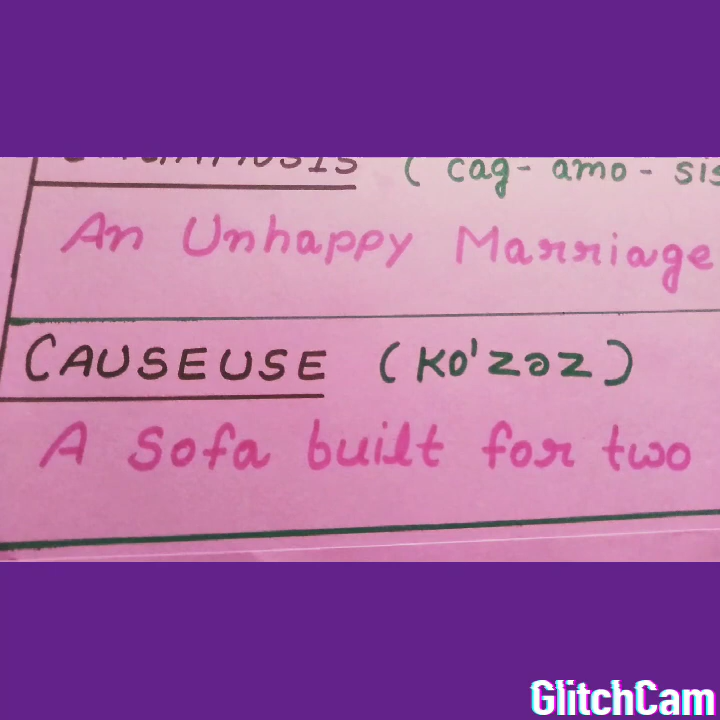 ( cag- amo - sis
An Unhappy Marriage
CAUSEUSE (KO'zəz)
A Sofa built for two
GlitchCam